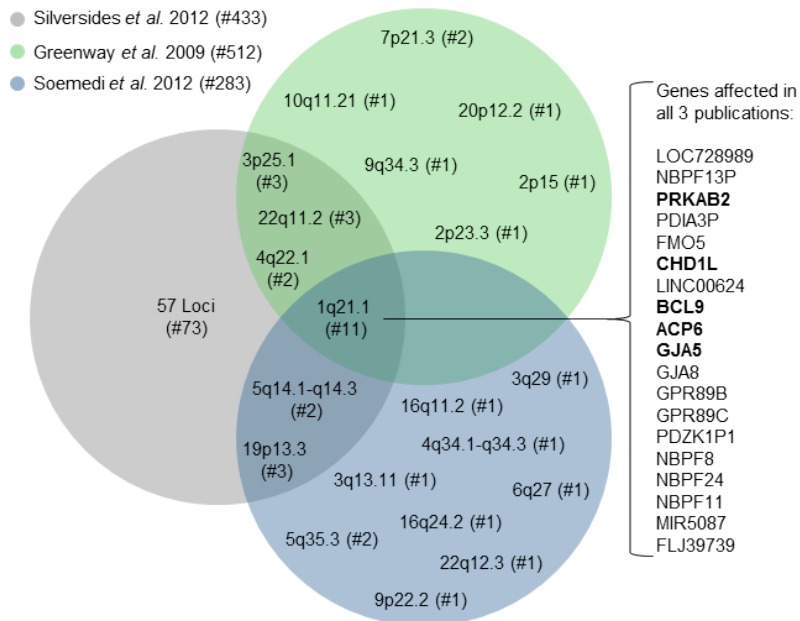 Silversides et al. 2012 (#433)
Greenway et al. 2009 (#512)
Soemedi et al. 2012 (#283)
7p21.3 (#2)
10q11.21 (#1)
20p12.2 (#1)
3p25.1
(#3)
9q34.3 (#1)
2p15 (#1)
22q11.2 (#3)
2p23.3 (#1)
4q22.1
(#2)
57 Loci
(#73)
1q21.1
(#11)
5q14.1-q14.3
(#2)
3q29 (#1)
16q11.2 (#1)
19p13.3
(#3)
4q34.1-q34.3 (#1)
3q13.11 (#1)
6q27 (#1)
16q24.2 (#1)
5q35.3 (#2)
22q12.3 (#1)
9p22.2 (#1)
Genes affected in
all 3 publications:
LOC728989
NBPF13P
PRKAB2
PDIA3P
FMO5
CHD1L
LINC00624
BCL9
ACP6
GJA5
GJA8
GPR89B
GPR89C
PDZK1P1
NBPF8
NBPF24
NBPF11
MIR5087
FLJ39739